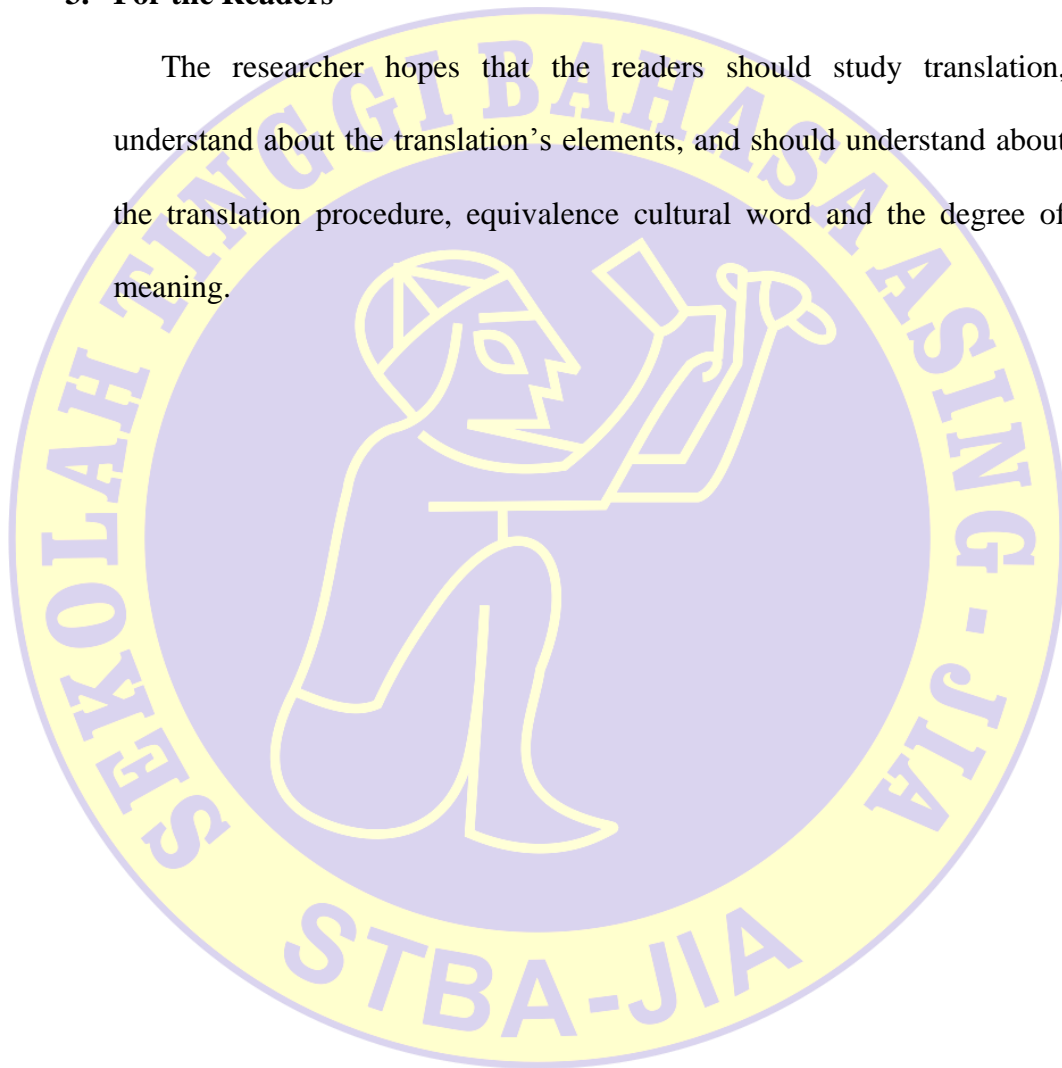 For the Readers
The researcher hopes that the readers should study translation,
understand about the translation's elements, and should understand about
the translation procedure, equivalence cultural word and the degree of
meaning.
SEKOLAH TINGGI BAHASA ASING - JIA
STBA-JIA